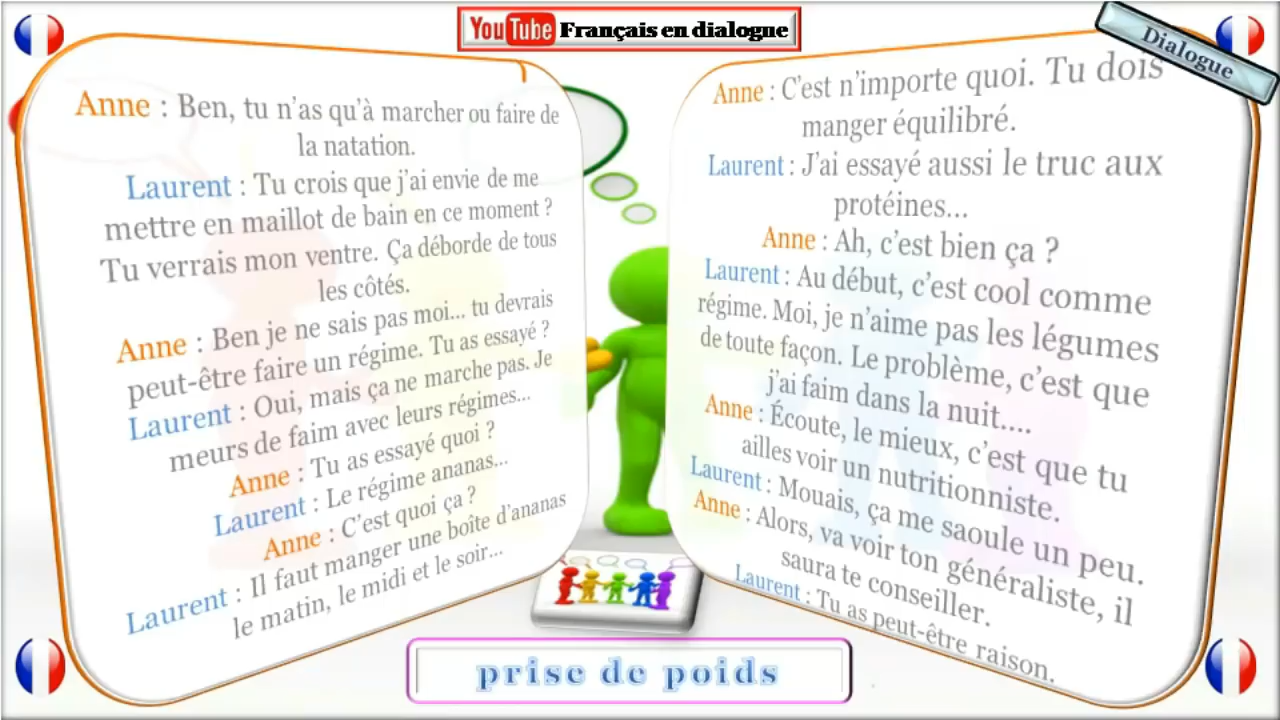 YouTube Français en dialogue
Dialogue
Anne : Ben, tu n'as qu'à marcher ou faire de
la natation.
Laurent : Tu crois que j'ai envie de me
mettre en maillot de bain en ce moment ?
Tu verrais mon ventre. Ça déborde de tous
les côtés.
Anne : Ben je ne sais pas moi... tu devrais
peut-être faire un régime. Tu as essayé ?
Laurent : Oui, mais ça ne marche pas. Je
meurs de faim avec leurs régimes...
Anne : Tu as essayé quoi ?
Laurent : Le régime ananas...
Anne : C'est quoi ça ?
Laurent : Il faut manger une boîte d'ananas
le matin, le midi et le soir...
Anne : C'est n'importe quoi. Tu dois
manger équilibré.
Laurent : J'ai essayé aussi le truc aux
protéines...
Anne : Ah, c'est bien ça ?
Laurent : Au début, c'est cool comme
régime. Moi, je n'aime pas les légumes
de toute façon. Le problème, c'est que
j'ai faim dans la nuit....
Anne : Écoute, le mieux, c'est que tu
ailles voir un nutritionniste.
Laurent : Mouais, ça me saoule un peu.
Anne : Alors, va voir ton généraliste, il
saura te conseiller.
Laurent : Tu as peut-être raison.
prise de poids